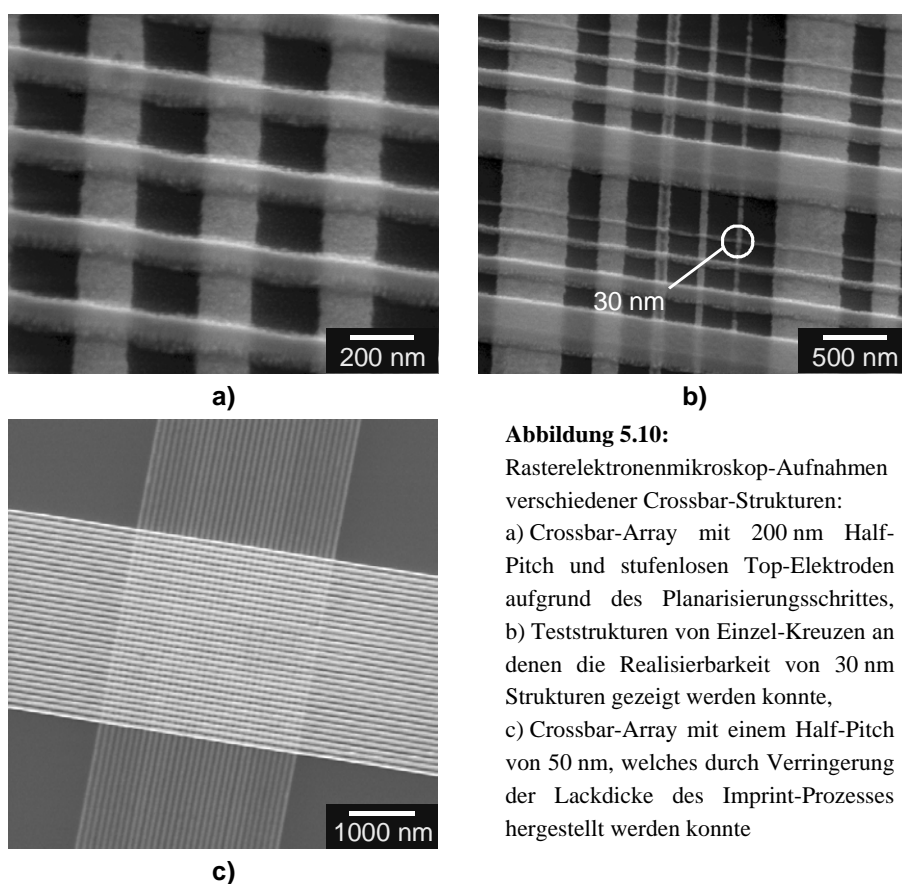 200 nm
30 nm
500 nm
a)
b)
Abbildung 5.10:
Rasterelektronenmikroskop-Aufnahmen
verschiedener Crossbar-Strukturen:
a) Crossbar-Array mit 200 nm Half-
Pitch und stufenlosen Top-Elektroden
aufgrund des Planarisierungsschrittes,
b) Teststrukturen von Einzel-Kreuzen an
denen die Realisierbarkeit von 30 nm
Strukturen gezeigt werden konnte,
c) Crossbar-Array mit einem Half-Pitch
von 50 nm, welches durch Verringerung
der Lackdicke des Imprint-Prozesses
hergestellt werden konnte
1000 nm
c)